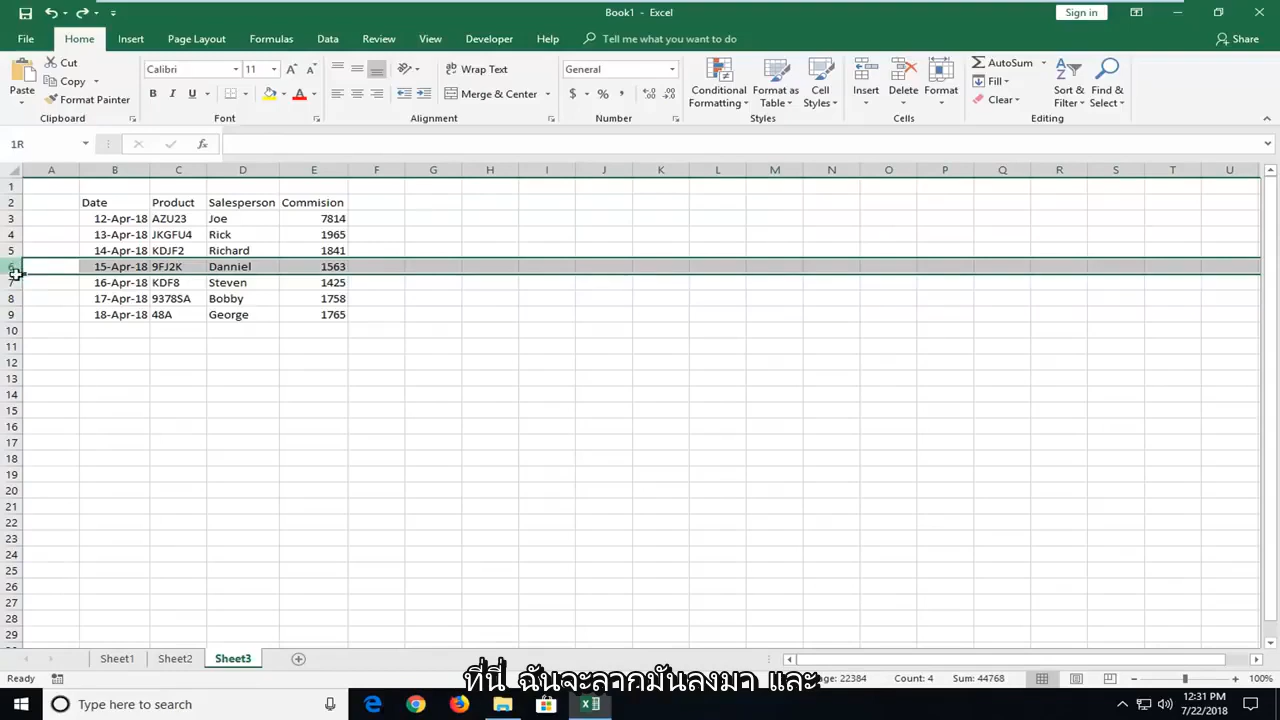 Book1 - Excel
Sign in
File Home Insert Page Layout Formulas Data Review View Developer Help Tell me what you want to do Share
Paste
Cut
Copy
Format Painter
Clipboard
Calibri 11
B I U A
Font
Wrap Text
Merge & Center
Alignment
General
$ % ,
Number
Conditional Formatting
Format as Table
Cell Styles
Styles
Insert
Delete
Format
Cells
AutoSum
Fill
Clear
Sort & Filter
Find & Select
Editing
1R fx
A B C D E F G H I J K L M N O P Q R S T U
1
2 Date Product Salesperson Commision
3 12-Apr-18 AZU23 Joe 7814
4 13-Apr-18 JKGFU4 Rick 1965
5 14-Apr-18 KDJF2 Richard 1841
6 15-Apr-18 9FJ2K Danniel 1563
7 16-Apr-18 KDF8 Steven 1425
8 17-Apr-18 9378SA Bobby 1758
9 18-Apr-18 48A George 1765
10
11
12
13
14
15
16
17
18
19
20
21
22
23
24
25
26
27
28
29
Sheet1 Sheet2 Sheet3
Ready Count: 4 Sum: 44768 100%
ที่นี่ ฉันจะลากมันลงมา และ
Type here to search
12:31 PM
7/22/2018